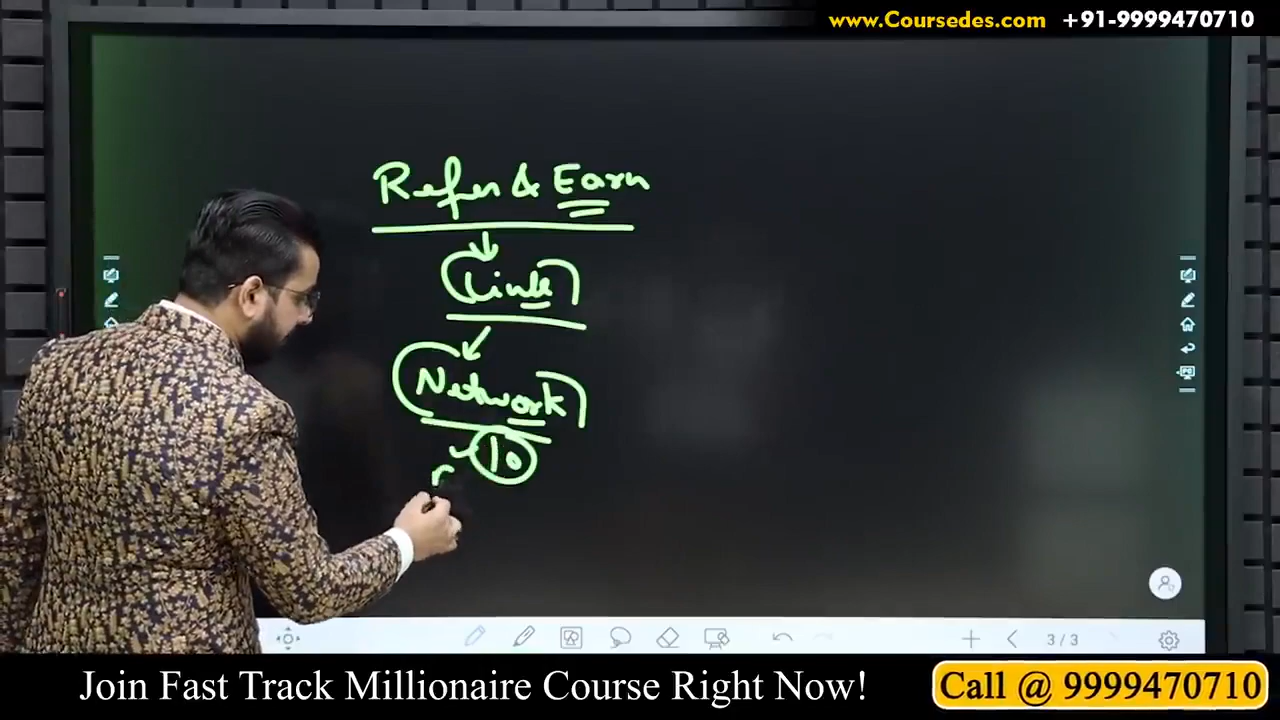 www.Coursedes.com +91-9999470710
Refer & Earn
Link
Network
10
3/3
Join Fast Track Millionaire Course Right Now!
Call @ 9999470710